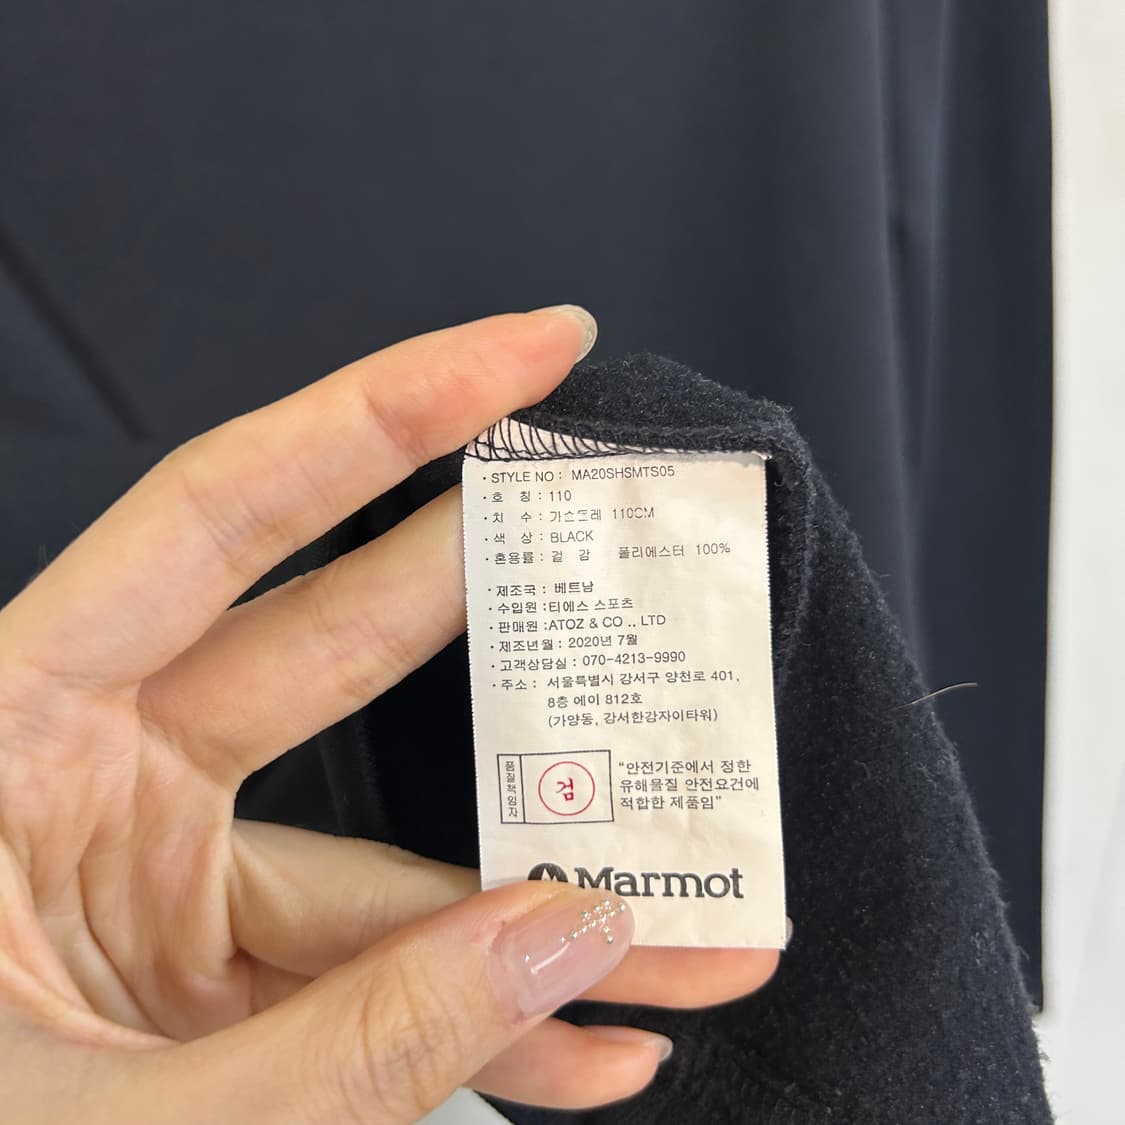 · STYLE NO : MA20SHSMTS05
· 호 칭 : 110
· 치 수 : 가슴둘레 110CM
· 색 상 : BLACK
· 혼용률 : 겉 감 폴리에스터 100%
· 제조국 : 베트남
· 수입원 :티에스 스포츠
· 판매원 :ATOZ & CO ., LTD
· 제조년월 : 2020년 7월
· 고객상담실 : 070-4213-9990
· 주소 : 서울특별시 강서구 양천로 401,
8층 에이 812호
(가양동, 강서한강자이타워)
품질책임자
검
“안전기준에서 정한
유해물질 안전요건에
적합한 제품임”
Marmot